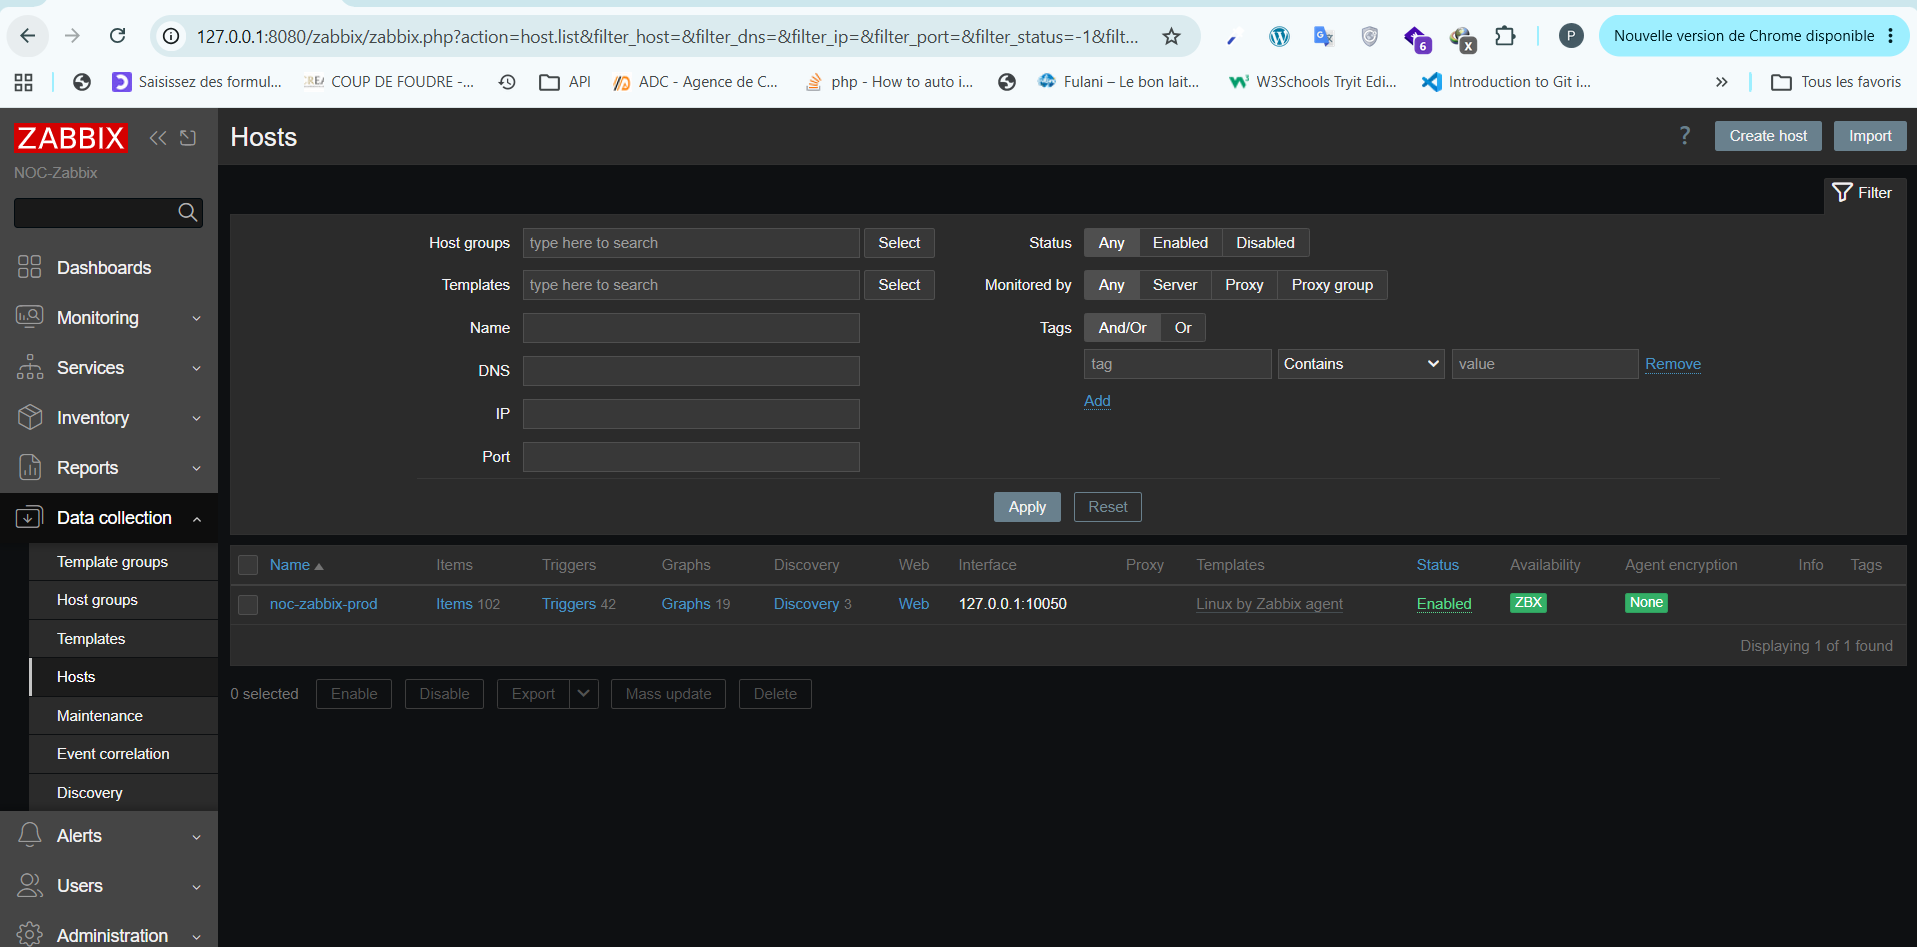 127.0.0.1:8080/zabbix/zabbix.php?action=host.list&filter_host=&filter_dns=&filter_ip=&filter_port=&filter_status=-1&filt...
6
X
P
Nouvelle version de Chrome disponible
Saisissez des formul...
REA COUP DE FOUDRE -...
API
ADC - Agence de C...
php - How to auto i...
Fulani – Le bon lait...
W3Schools Tryit Edi...
Introduction to Git i...
»
Tous les favoris
ZABBIX
NOC-Zabbix
Dashboards
Monitoring
Services
Inventory
Reports
Data collection
Template groups
Host groups
Templates
Hosts
Maintenance
Event correlation
Discovery
Alerts
Users
Administration
Hosts
?
Create host
Import
Filter
Host groups type here to search Select
Templates type here to search Select
Name
DNS
IP
Port
Status Any Enabled Disabled
Monitored by Any Server Proxy Proxy group
Tags And/Or Or
tag Contains value Remove
Add
Apply Reset
Name Items Triggers Graphs Discovery Web Interface Proxy Templates Status Availability Agent encryption Info Tags
noc-zabbix-prod Items 102 Triggers 42 Graphs 19 Discovery 3 Web 127.0.0.1:10050 Linux by Zabbix agent Enabled ZBX None
Displaying 1 of 1 found
0 selected Enable Disable Export Mass update Delete